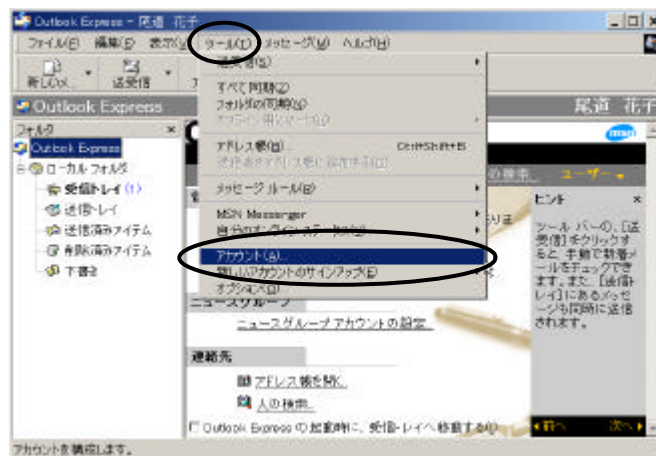 Outlook Express - 尾道 花子
ファイル(F) 編集(E) 表示(V) ツール(T) メッセージ(M) ヘルプ(H)
送受信(S)
送受信
すべて同期(Z)
フォルダの同期(N)
Outlook Express
尾道 花子
フォルダ
msn
Outlook Express
アドレス帳(B)... Ctrl+Shift+B
ローカル フォルダ
受信トレイ (1)
送信トレイ
送信済みアイテム
削除済みアイテム
下書き
メッセージ ルール(R)
MSN Messenger
アカウント(A)...
新しいアカウントのサインアップ(E)
オプション(O)...
の検索...
ユーザー
ヒント
ツール バーの、[送
受信] をクリックす
ると、手動で新着メ
ールをチェックでき
ます。また、[送信ト
レイ] にあるメッセ
ージも同時に送信
されます。
ニュースグループ
ニュースグループ アカウントの設定...
連絡先
アドレス帳を開く...
人の検索...
Outlook Express の起動時に、受信トレイへ移動する(W)
前へ 次へ
アカウントを構成します。